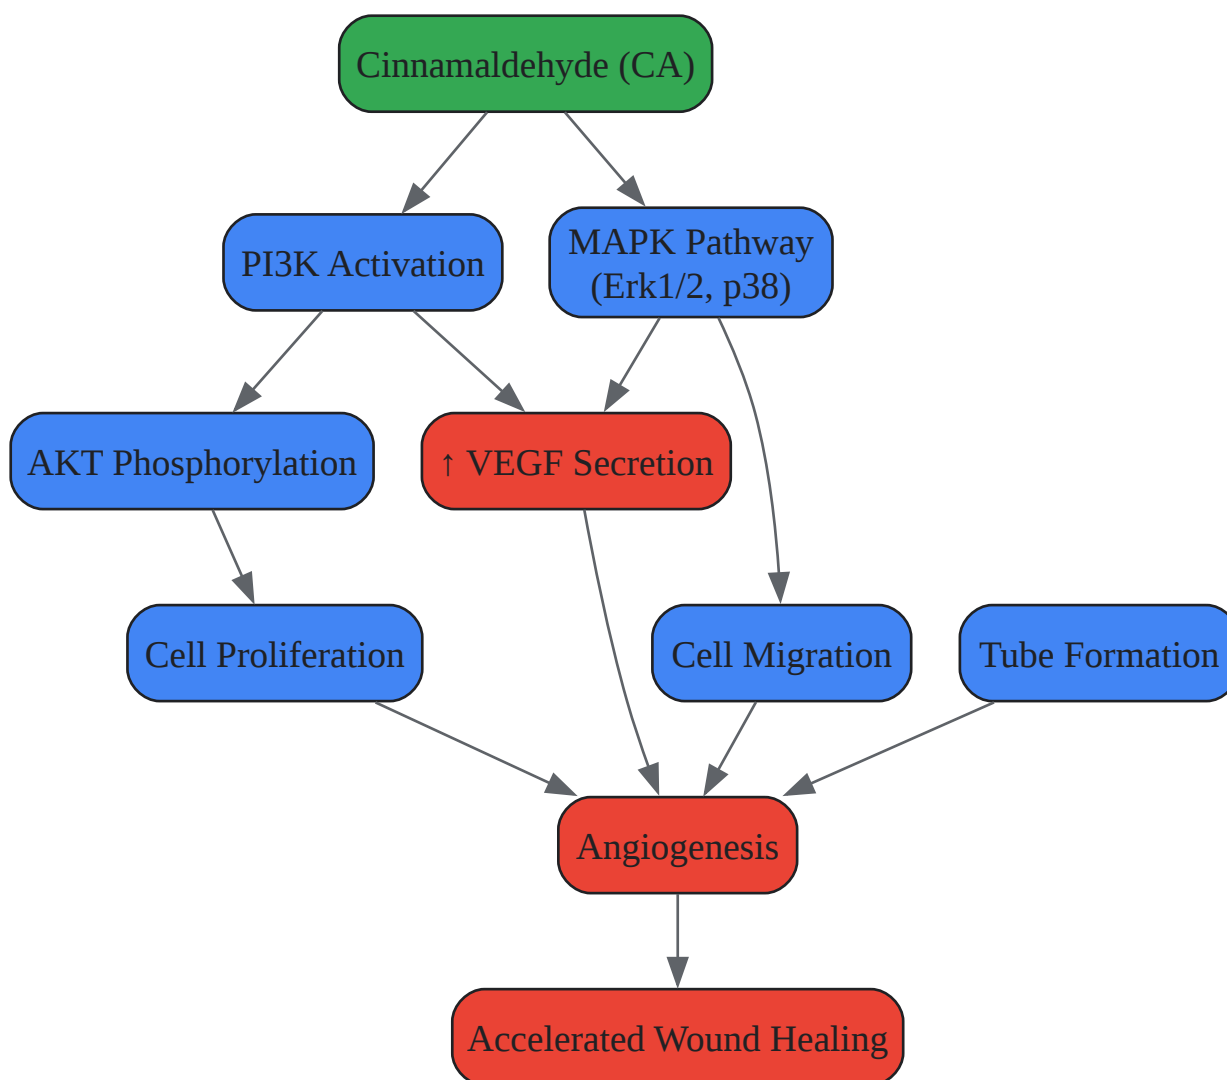 Cinnamaldehyde (CA)
PI3K Activation
MAPK Pathway
(Erk1/2, p38)
AKT Phosphorylation
↑ VEGF Secretion
Cell Proliferation
Cell Migration
Tube Formation
Angiogenesis
Accelerated Wound Healing